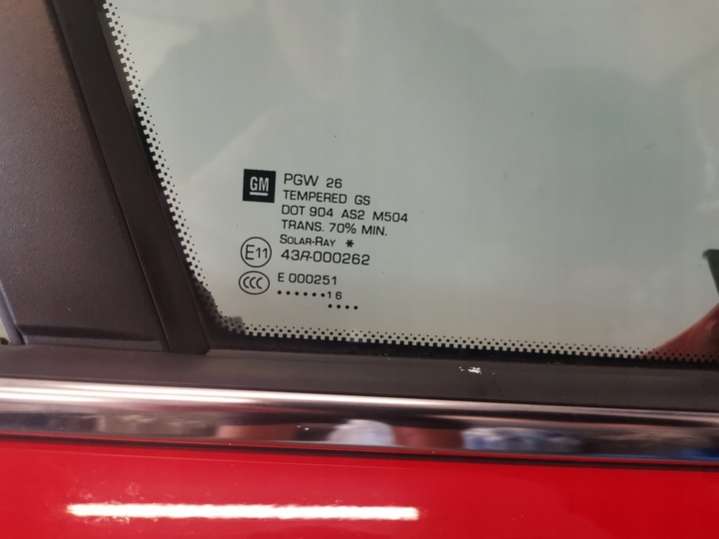 GM PGW 26
TEMPERED GS
DOT 904 AS2 M504
TRANS. 70% MIN.
SOLAR-RAY *
E11 43R-000262
CCC E 000251
••••••16
••••